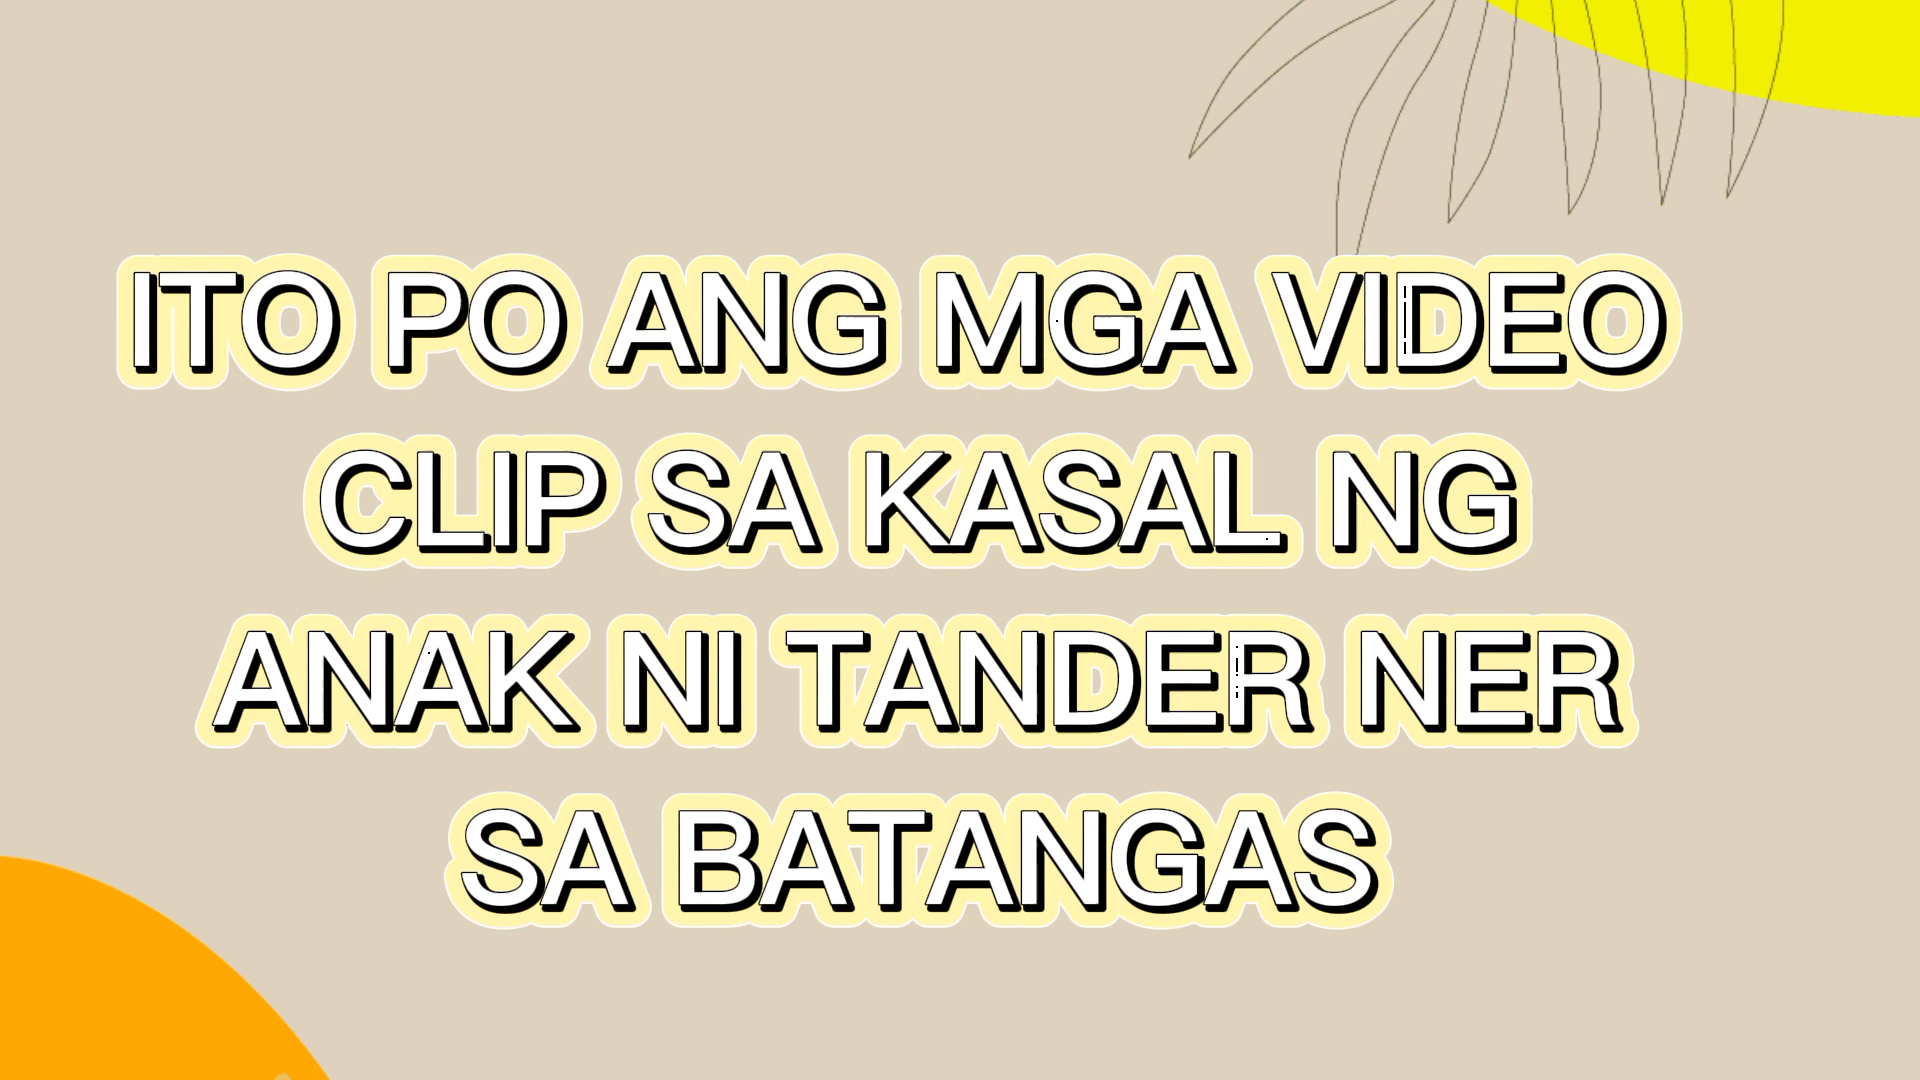 ITO PO ANG MGA VIDEO
CLIP SA KASAL NG
ANAK NI TANDER NER
SA BATANGAS